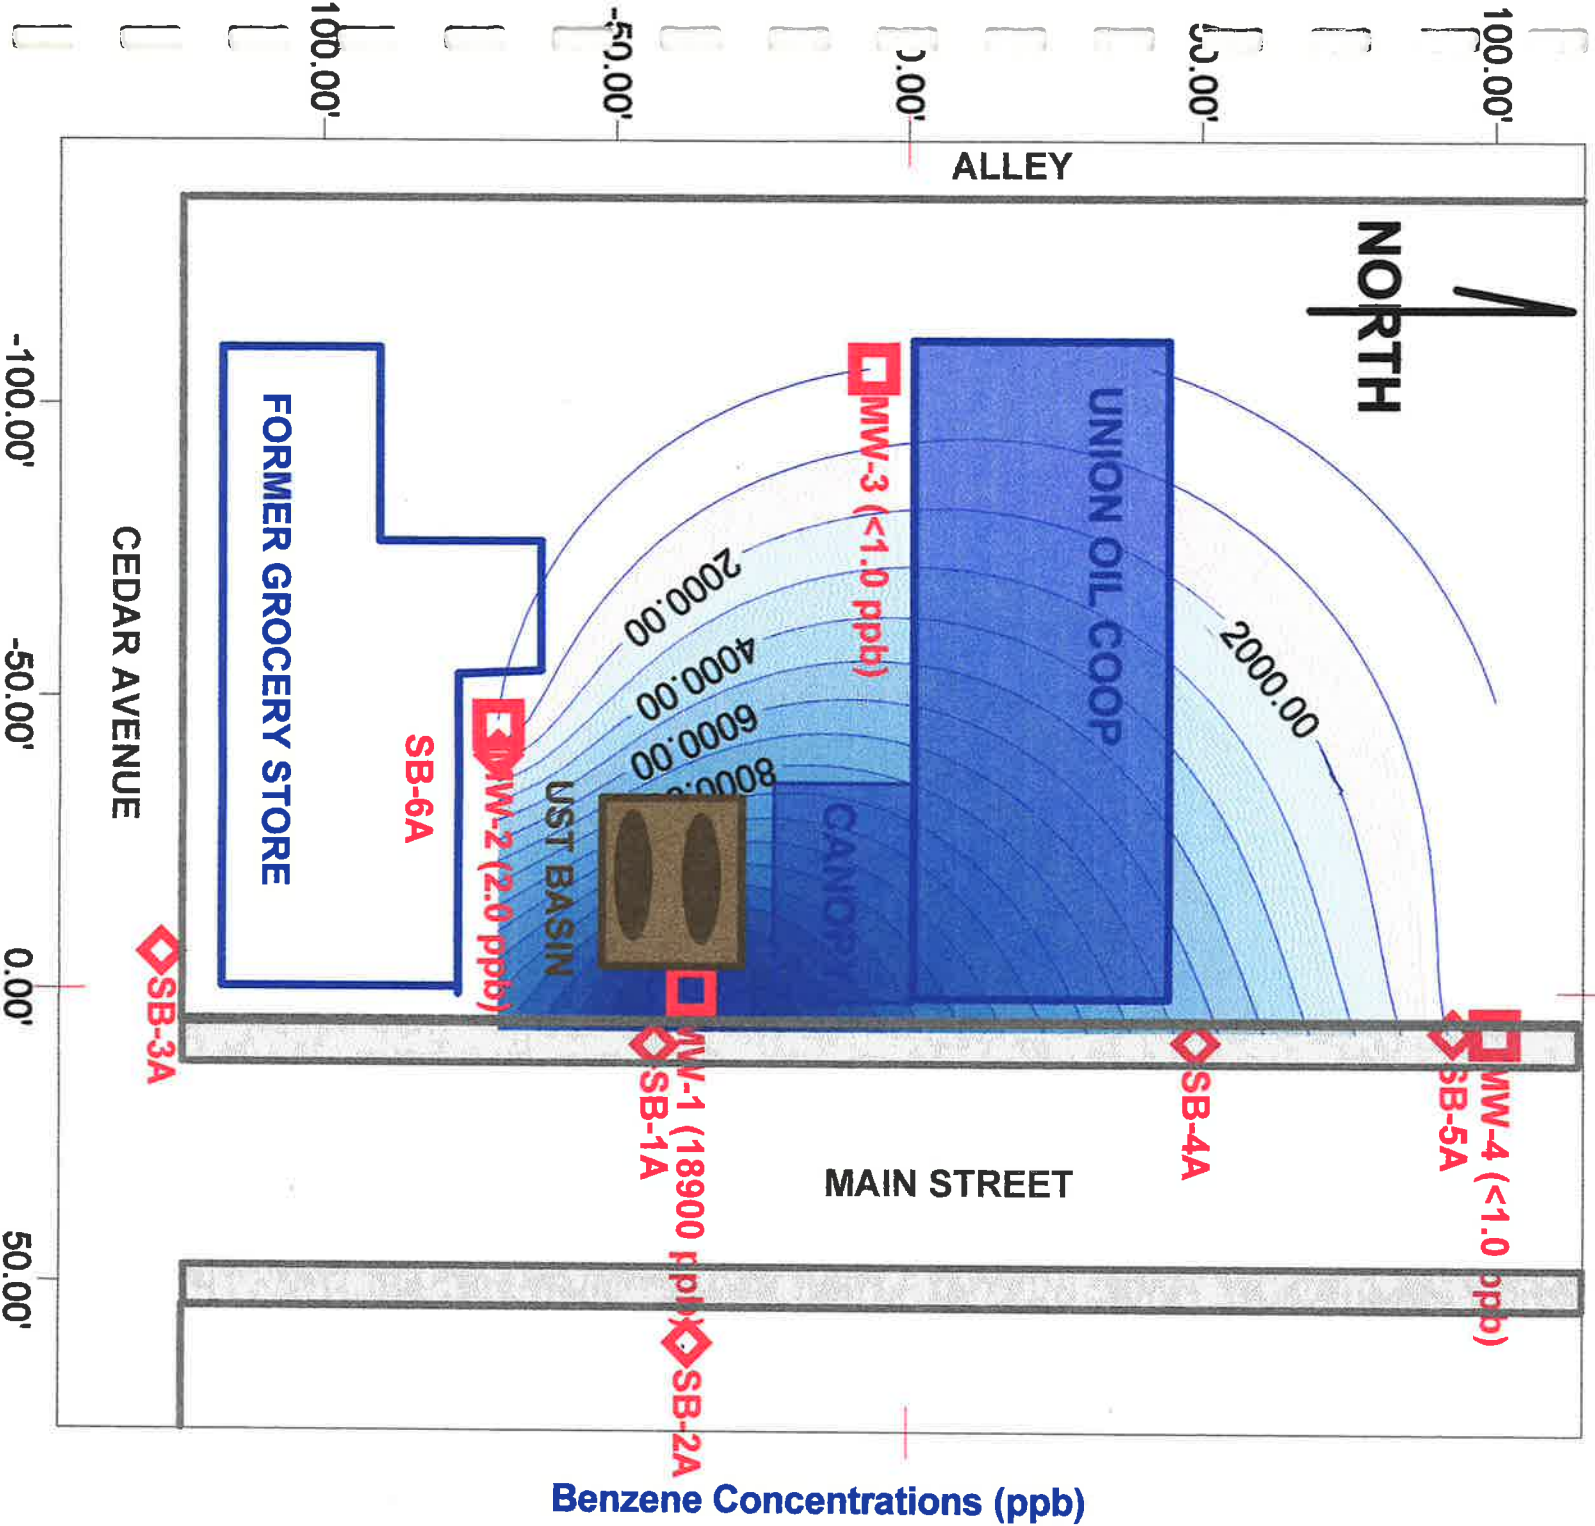 100.00'
-50.00'
0.00'
50.00'
100.00'
ALLEY
NORTH
-100.00'
-50.00'
0.00'
50.00'
UNION OIL COOP
MW-3 (<1.0 ppb)
FORMER GROCERY STORE
CEDAR AVENUE
2000.00
4000.00
6000.00
2000.00
SB-6A
MW-2 (2.0 ppb)
UST BASIN
CANOPY
SB-3A
SB-1A
MW-1 (18900 ppb)
SB-4A
SB-5A
MW-4 (<1.0 ppb)
MAIN STREET
SB-2A
Benzene Concentrations (ppb)